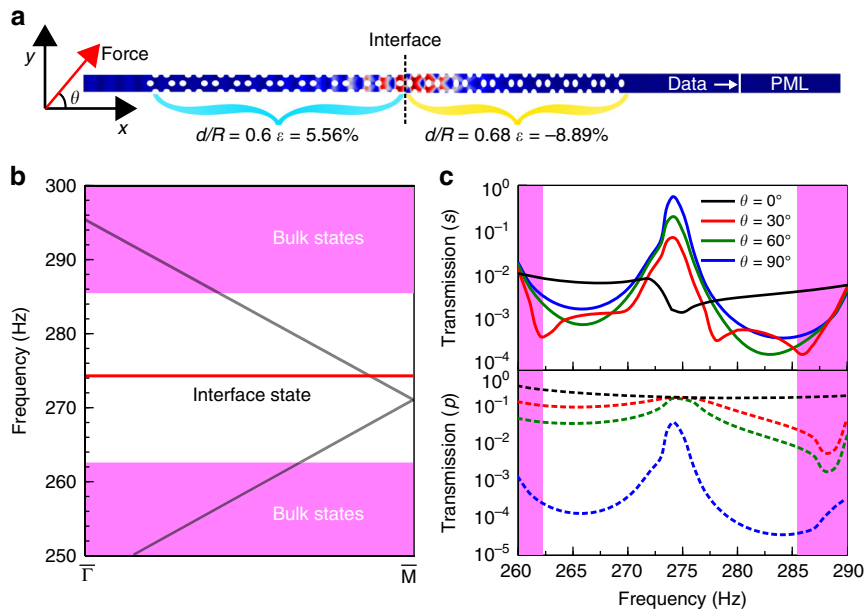 a
y
Force
θ
x
Interface
Data → PML
d/R = 0.6 ε = 5.56%
d/R = 0.68 ε = −8.89%
b
300
290
280
270
260
250
Frequency (Hz)
Bulk states
Interface state
Bulk states
Γ̅
M̅
c
10⁰
10⁻¹
10⁻²
10⁻³
10⁻⁴
Transmission (s)
θ = 0°
θ = 30°
θ = 60°
θ = 90°
10⁰
10⁻¹
10⁻²
10⁻³
10⁻⁴
10⁻⁵
Transmission (p)
260 265 270 275 280 285 290
Frequency (Hz)